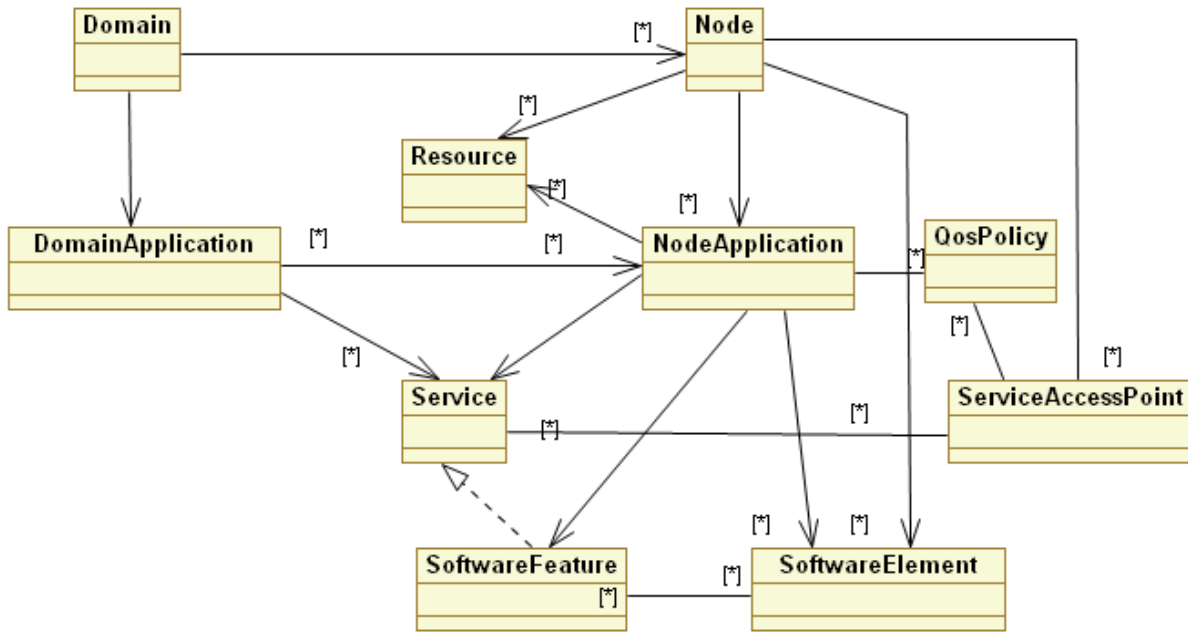 Domain
Node
[*]
[*]
Resource
[*]
[*]
DomainApplication
[*]
[*]
NodeApplication
QosPolicy
[*]
[*]
[*]
[*]
Service
ServiceAccessPoint
[*]
[*]
[*]
[*]
SoftwareFeature
SoftwareElement
[*]
[*]